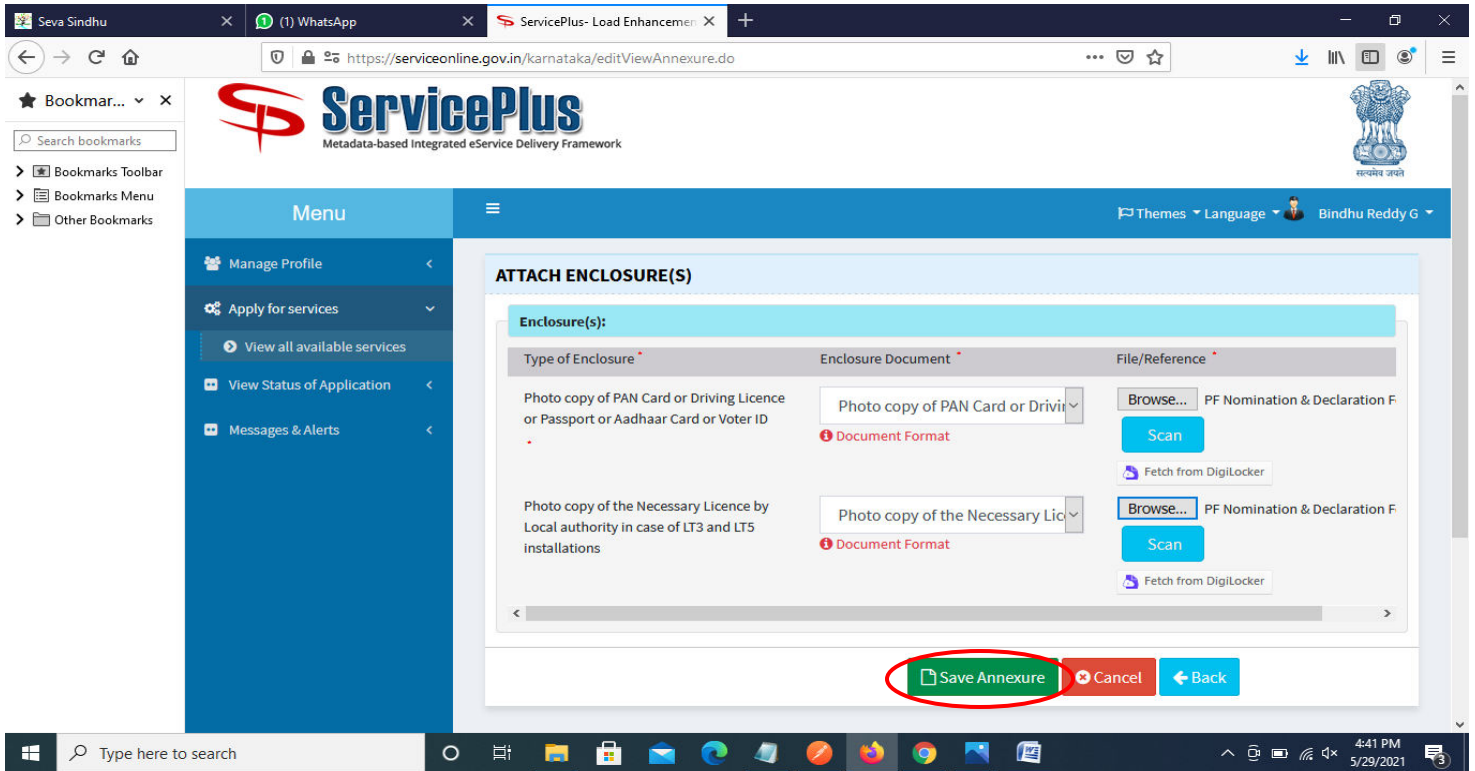 Seva Sindhu
(1) WhatsApp
ServicePlus- Load Enhancemen
https://serviceonline.gov.in/karnataka/editViewAnnexure.do
Bookmar...
Search bookmarks
Bookmarks Toolbar
Bookmarks Menu
Other Bookmarks
ServicePlus
Metadata-based Integrated eService Delivery Framework
सत्यमेव जयते
Menu
Themes Language Bindhu Reddy G
Manage Profile
Apply for services
View all available services
View Status of Application
Messages & Alerts
ATTACH ENCLOSURE(S)
Enclosure(s):
Type of Enclosure * Enclosure Document * File/Reference *
Photo copy of PAN Card or Driving Licence
or Passport or Aadhaar Card or Voter ID
*
Photo copy of PAN Card or Drivin
Document Format
Browse... PF Nomination & Declaration F
Scan
Fetch from DigiLocker
Photo copy of the Necessary Licence by
Local authority in case of LT3 and LT5
installations
Photo copy of the Necessary Lic
Document Format
Browse... PF Nomination & Declaration F
Scan
Fetch from DigiLocker
Save Annexure Cancel Back
Type here to search
4:41 PM
5/29/2021
3